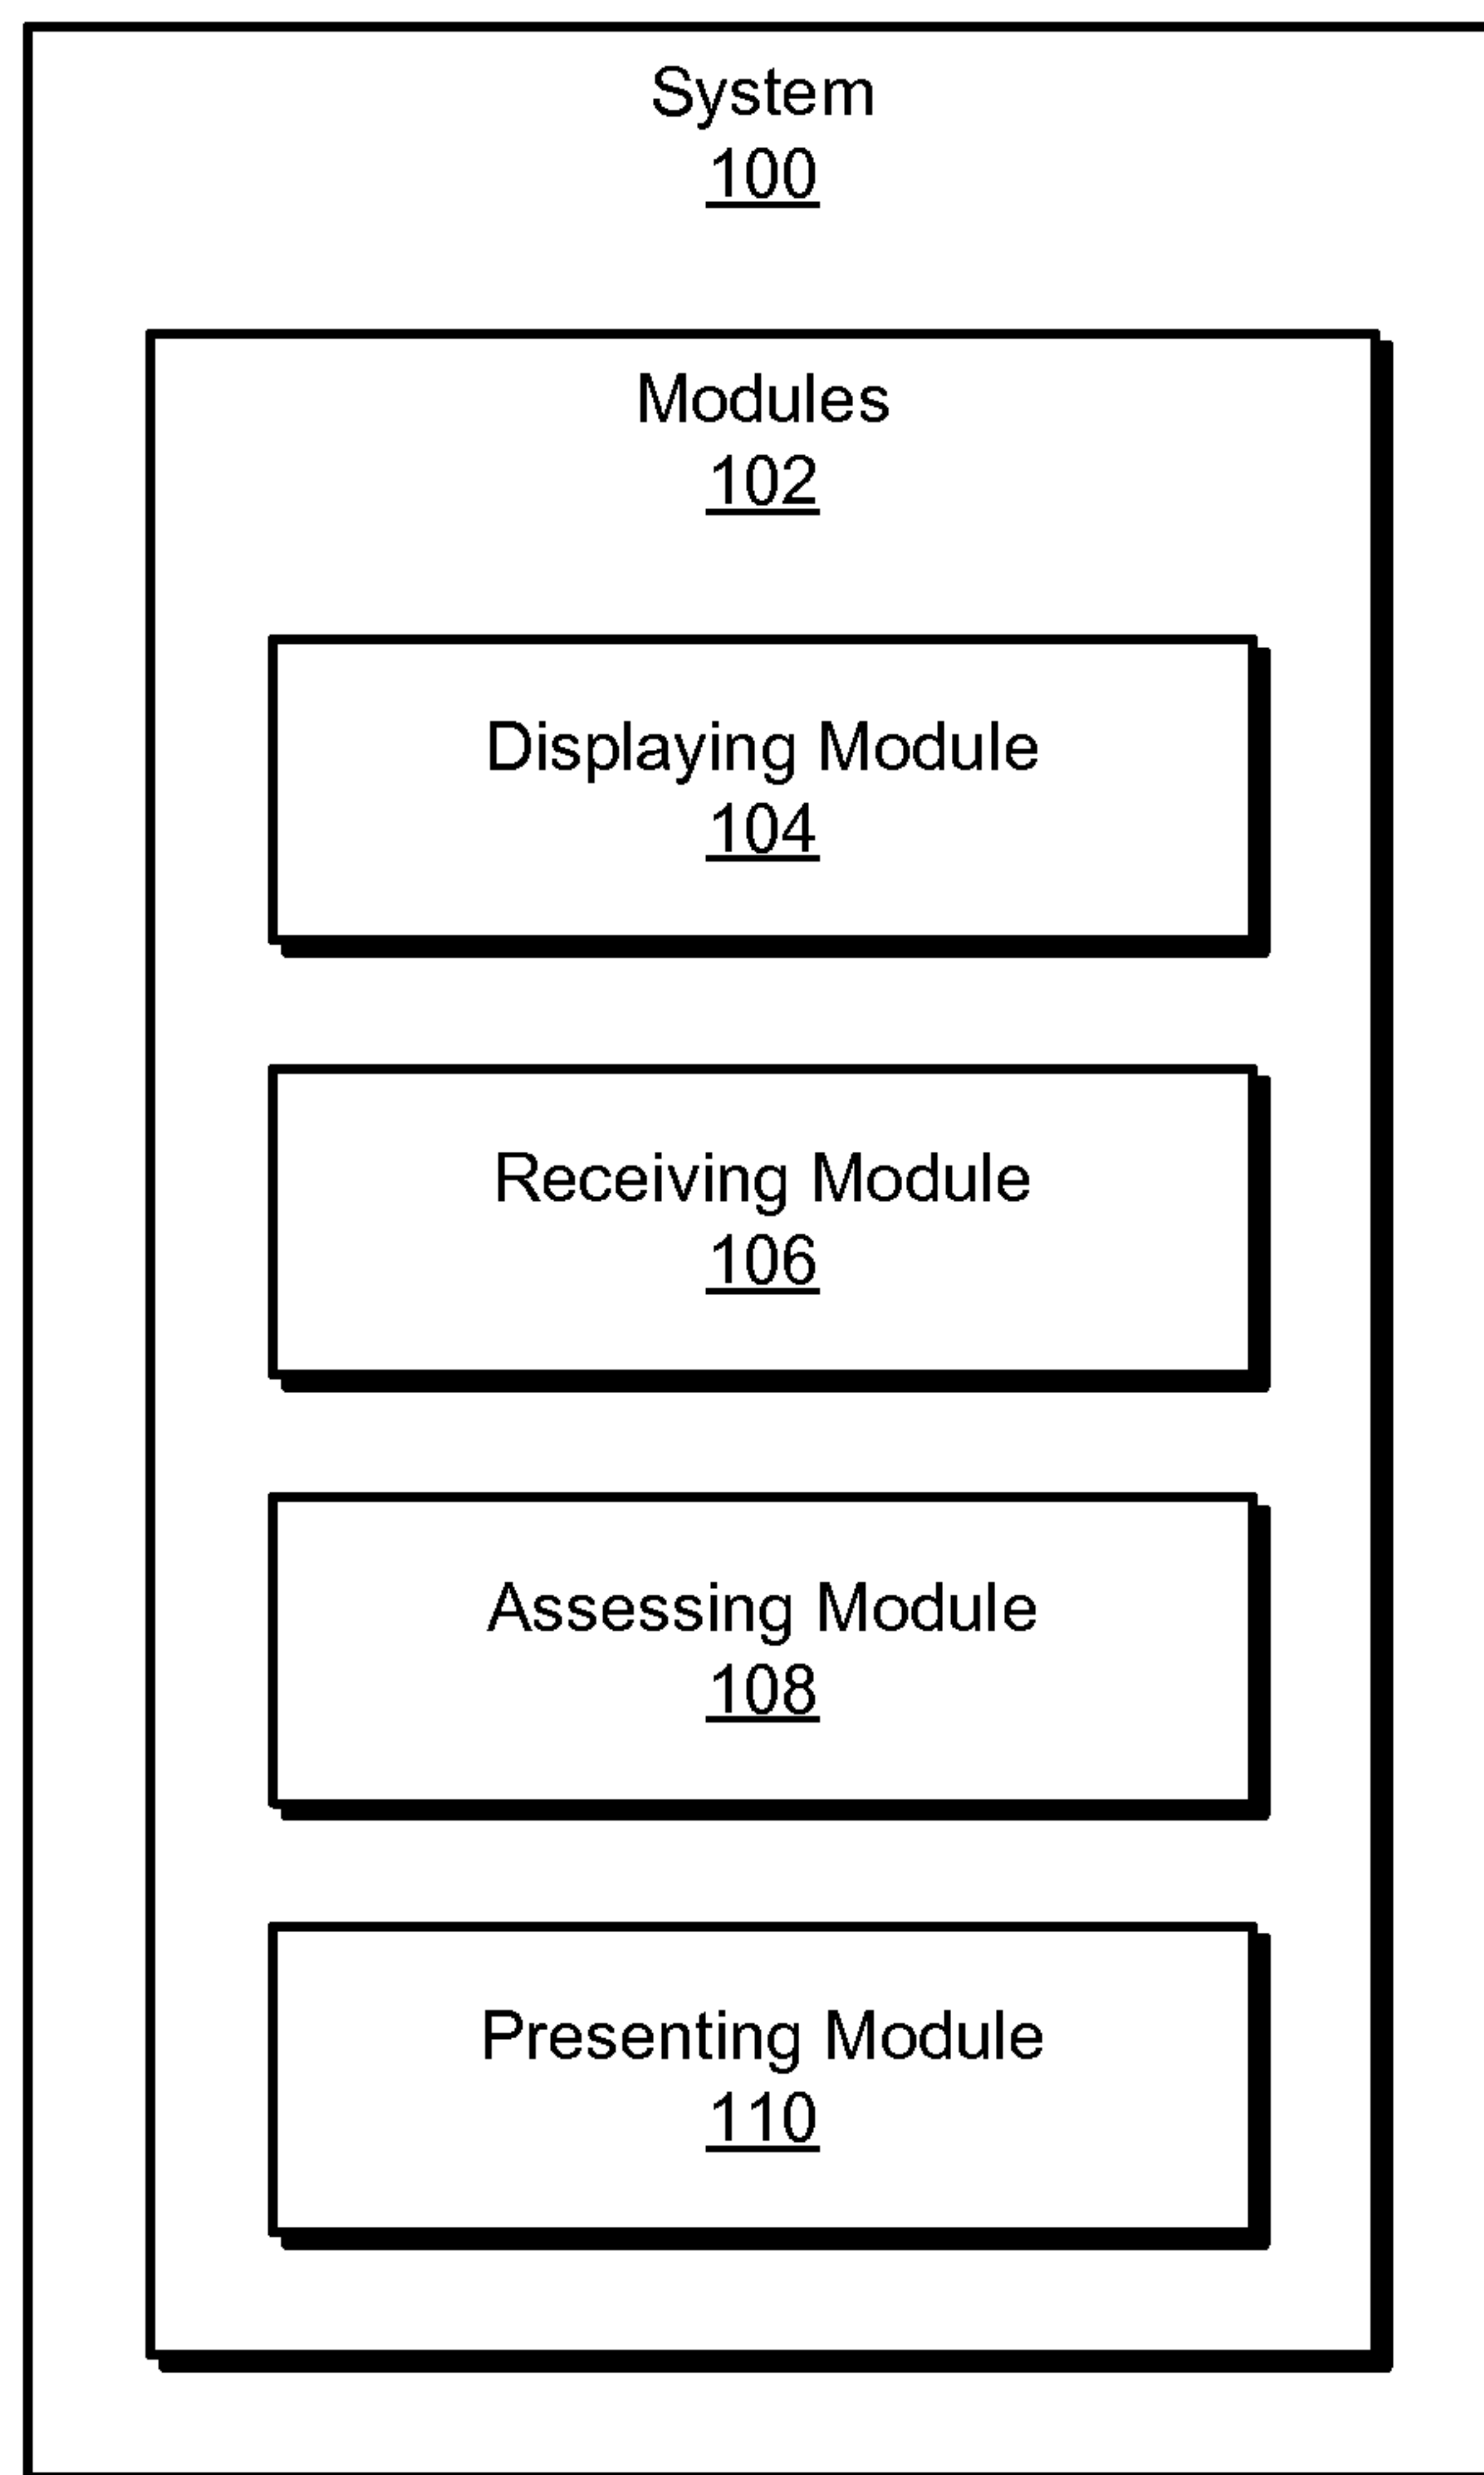 System
100
Modules
102
Displaying Module
104
Receiving Module
106
Assessing Module
108
Presenting Module
110